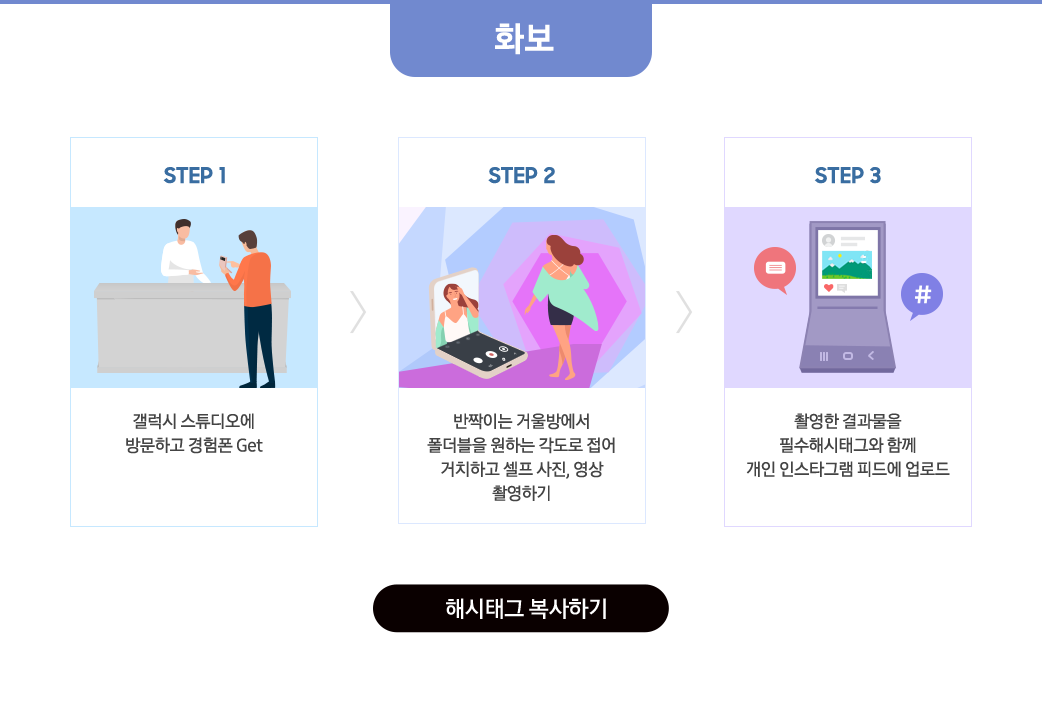 화보
STEP 1
갤럭시 스튜디오에
방문하고 경험폰 Get
STEP 2
반짝이는 거울방에서
폴더블을 원하는 각도로 접어
거치하고 셀프 사진, 영상
촬영하기
STEP 3
#
촬영한 결과물을
필수해시태그와 함께
개인 인스타그램 피드에 업로드
해시태그 복사하기